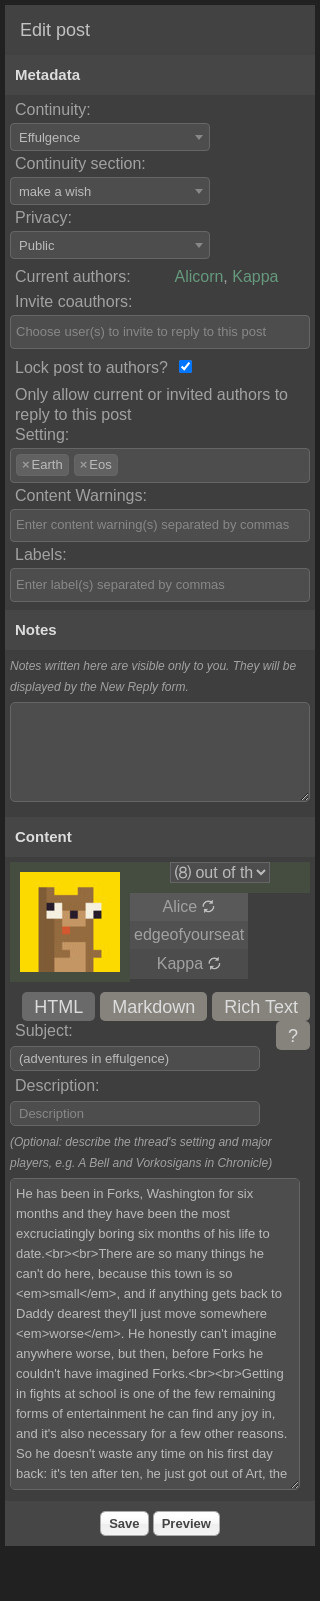 Edit post
Metadata
Continuity:
Effulgence
Continuity section:
make a wish
Privacy:
Public
Current authors: Alicorn, Kappa
Invite coauthors:
Choose user(s) to invite to reply to this post
Lock post to authors?
Only allow current or invited authors to
reply to this post
Setting:
×Earth ×Eos
Content Warnings:
Enter content warning(s) separated by commas
Labels:
Enter label(s) separated by commas
Notes
Notes written here are visible only to you. They will be
displayed by the New Reply form.
Content
(8) out of th
Alice
edgeofyourseat
Kappa
HTML Markdown Rich Text
Subject: ?
(adventures in effulgence)
Description:
Description
(Optional: describe the thread's setting and major
players, e.g. A Bell and Vorkosigans in Chronicle)
He has been in Forks, Washington for six
months and they have been the most
excruciatingly boring six months of his life to
date.<br><br>There are so many things he
can't do here, because this town is so
<em>small</em>, and if anything gets back to
Daddy dearest they'll just move somewhere
<em>worse</em>. He honestly can't imagine
anywhere worse, but then, before Forks he
couldn't have imagined Forks.<br><br>Getting
in fights at school is one of the few remaining
forms of entertainment he can find any joy in,
and it's also necessary for a few other reasons.
So he doesn't waste any time on his first day
back: it's ten after ten, he just got out of Art, the
Save Preview